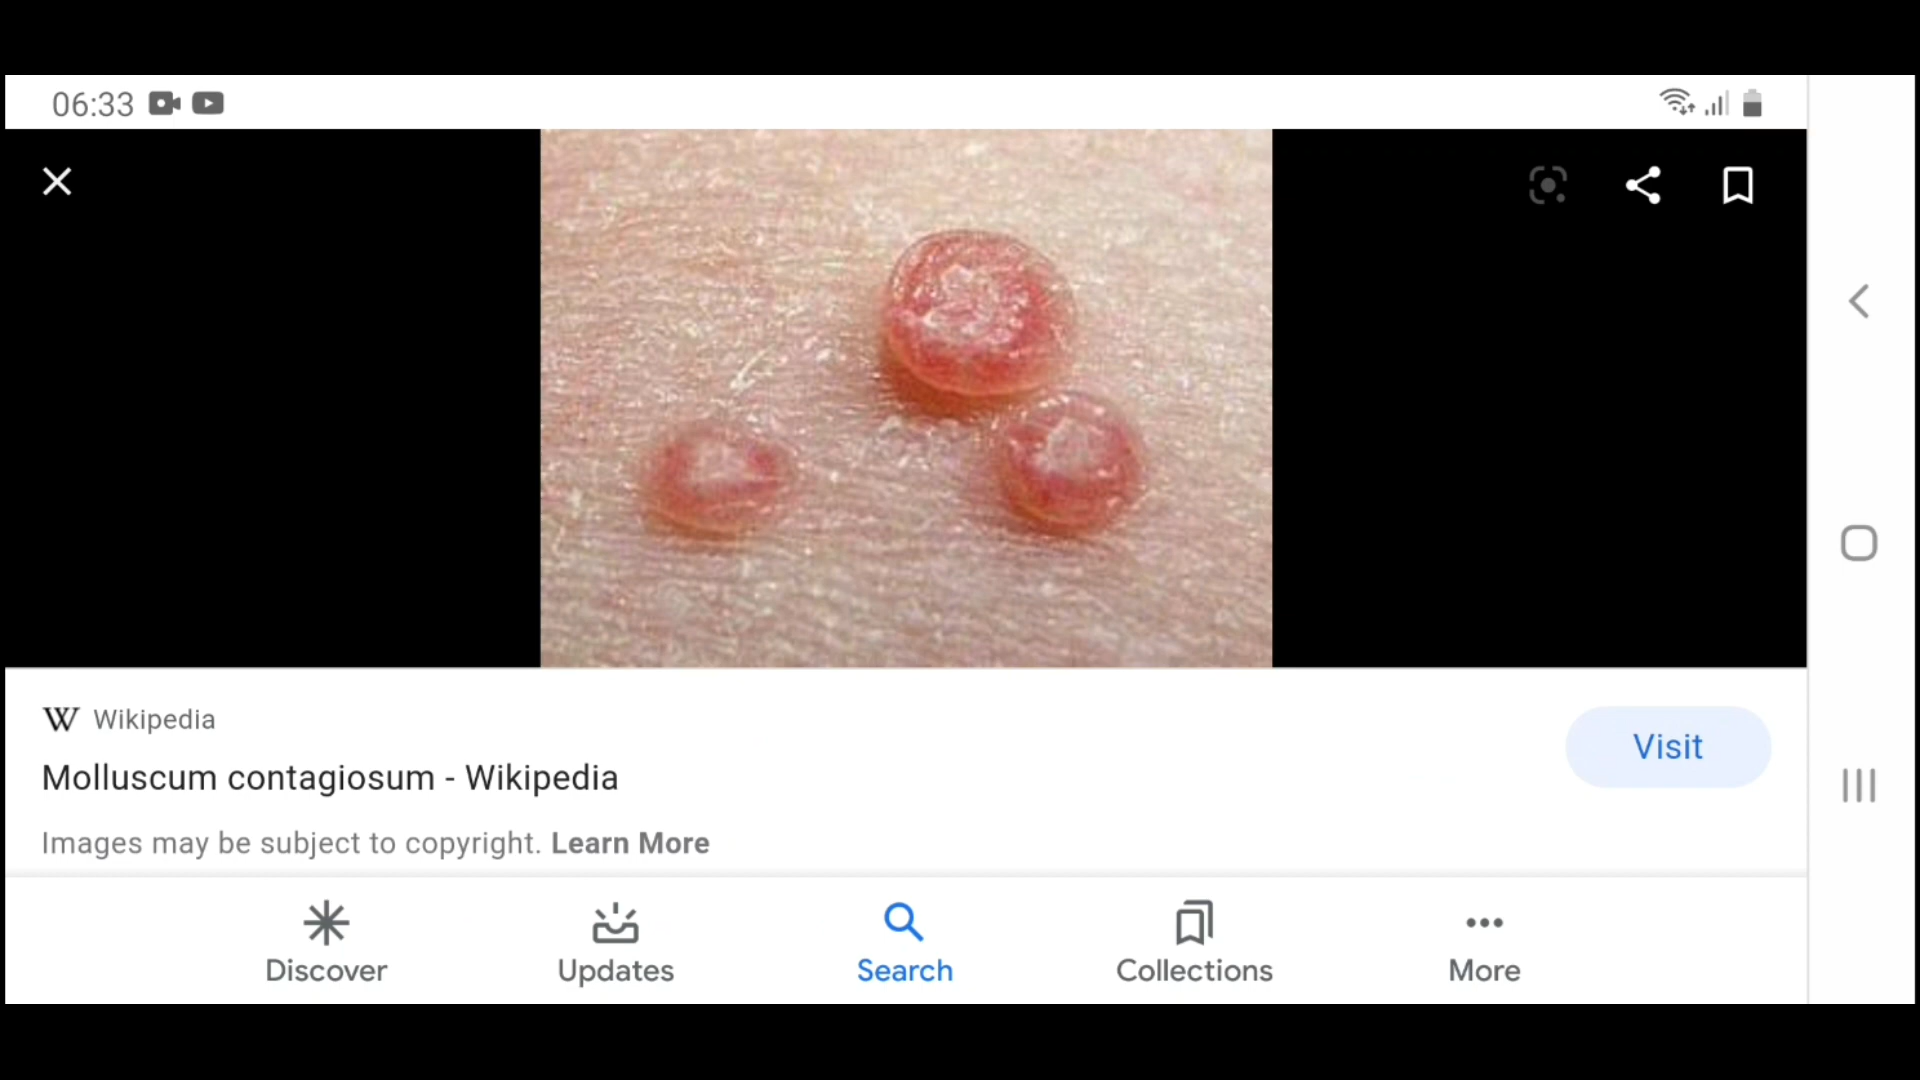 06:33
W Wikipedia
Molluscum contagiosum - Wikipedia
Visit
Images may be subject to copyright. Learn More
Discover
Updates
Search
Collections
More